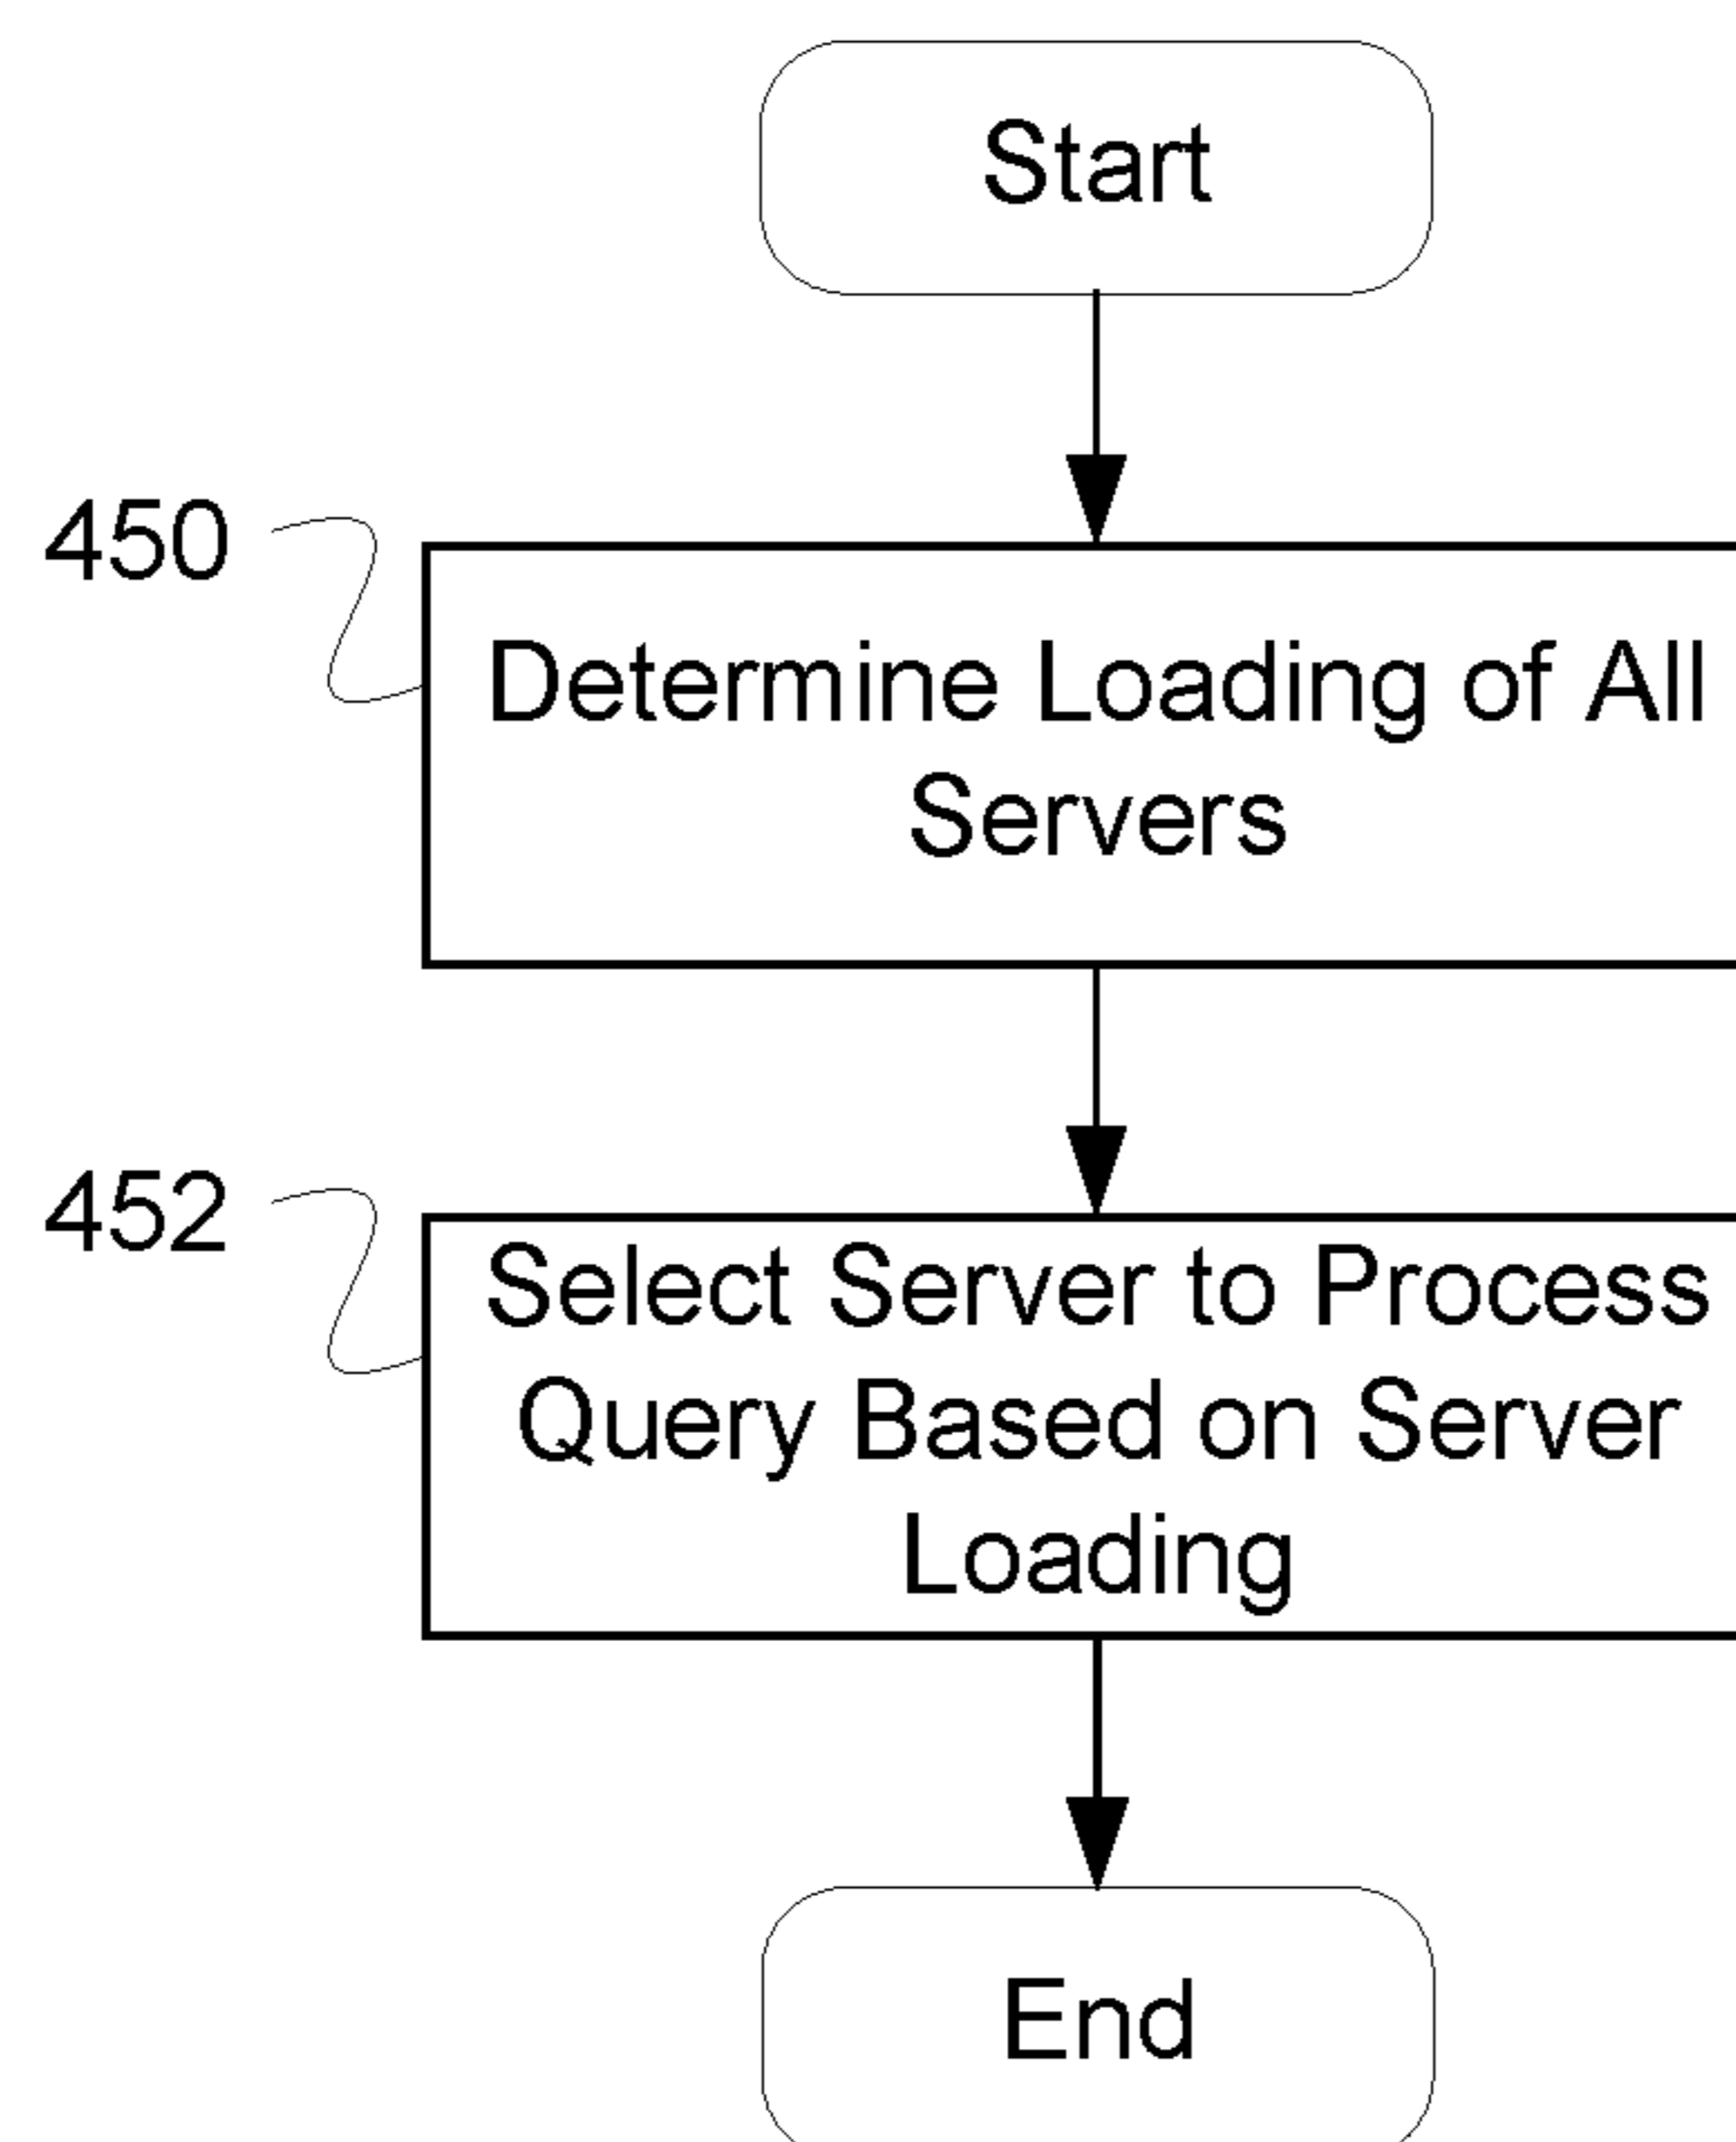 Start
450
Determine Loading of All
Servers
452
Select Server to Process
Query Based on Server
Loading
End